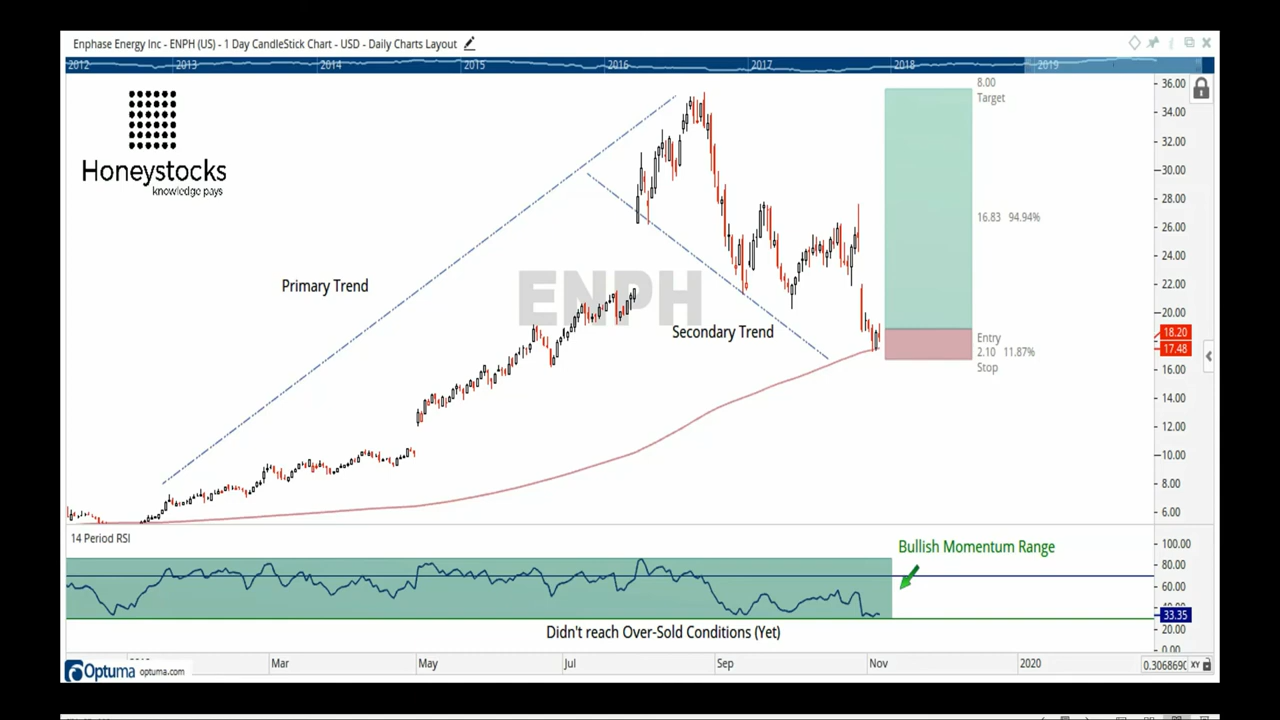 Enphase Energy Inc - ENPH (US) - 1 Day CandleStick Chart - USD - Daily Charts Layout
2012 2013 2014 2015 2016 2017 2018 2019
Honeystocks
knowledge pays
8.00
Target
36.00
34.00
32.00
30.00
28.00
26.00
24.00
22.00
20.00
18.20
17.48
16.00
14.00
12.00
10.00
8.00
6.00
16.83 94.94%
Primary Trend
ENPH
Secondary Trend
Entry
2.10 11.87%
Stop
14 Period RSI
Bullish Momentum Range
100.00
80.00
60.00
33.35
20.00
Didn't reach Over-Sold Conditions (Yet)
Mar May Jul Sep Nov 2020
Optuma optuma.com
0.306869( XY